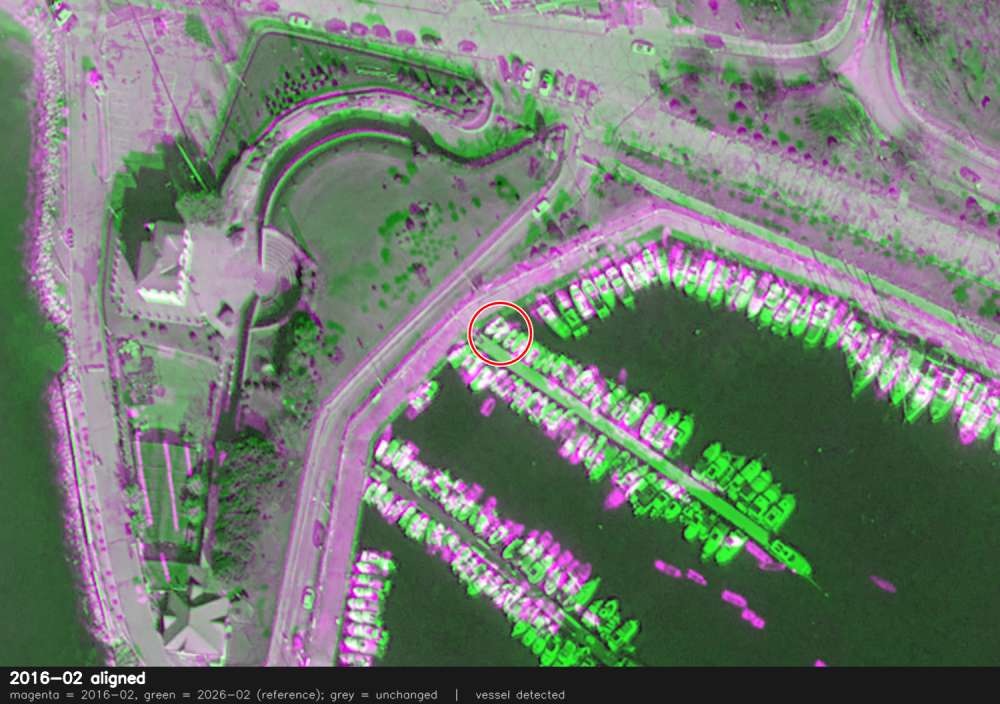 2016-02 aligned
magenta = 2016-02, green = 2026-02 (reference); grey = unchanged | vessel detected